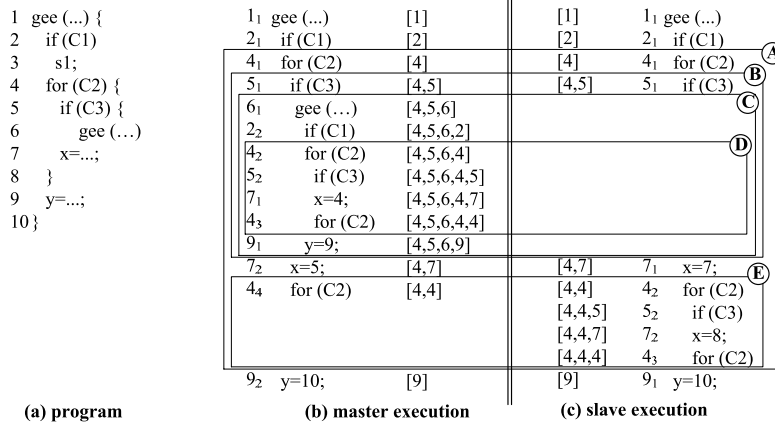 1 gee (...) {
2 if (C1)
3 s1;
4 for (C2) {
5 if (C3) {
6 gee (…)
7 x=...;
8 }
9 y=...;
10 }
(a) program
1₁ gee (...) [1]
2₁ if (C1) [2]
4₁ for (C2) [4]
5₁ if (C3) [4,5]
6₁ gee (…) [4,5,6]
2₂ if (C1) [4,5,6,2]
4₂ for (C2) [4,5,6,4]
5₂ if (C3) [4,5,6,4,5]
7₁ x=4; [4,5,6,4,7]
4₃ for (C2) [4,5,6,4,4]
9₁ y=9; [4,5,6,9]
7₂ x=5; [4,7]
4₄ for (C2) [4,4]
9₂ y=10; [9]
(b) master execution
[1] 1₁ gee (...)
[2] 2₁ if (C1)
A
[4] 4₁ for (C2)
B
[4,5] 5₁ if (C3)
C
D
[4,7] 7₁ x=7;
E
[4,4] 4₂ for (C2)
[4,4,5] 5₂ if (C3)
[4,4,7] 7₂ x=8;
[4,4,4] 4₃ for (C2)
[9] 9₁ y=10;
(c) slave execution